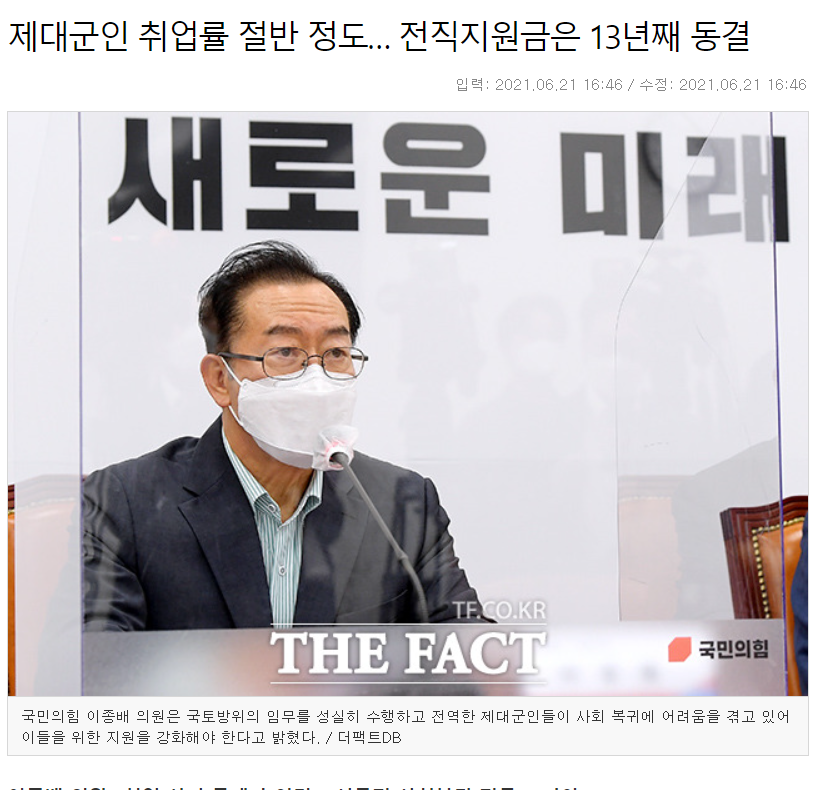 제대군인 취업률 절반 정도… 전직지원금은 13년째 동결
입력: 2021.06.21 16:46 / 수정: 2021.06.21 16:46
새로운 미래
TF.CO.KR
THE FACT
국민의힘
국민의힘 이종배 의원은 국토방위의 임무를 성실히 수행하고 전역한 제대군인들이 사회 복귀에 어려움을 겪고 있어
이들을 위한 지원을 강화해야 한다고 밝혔다. / 더팩트DB